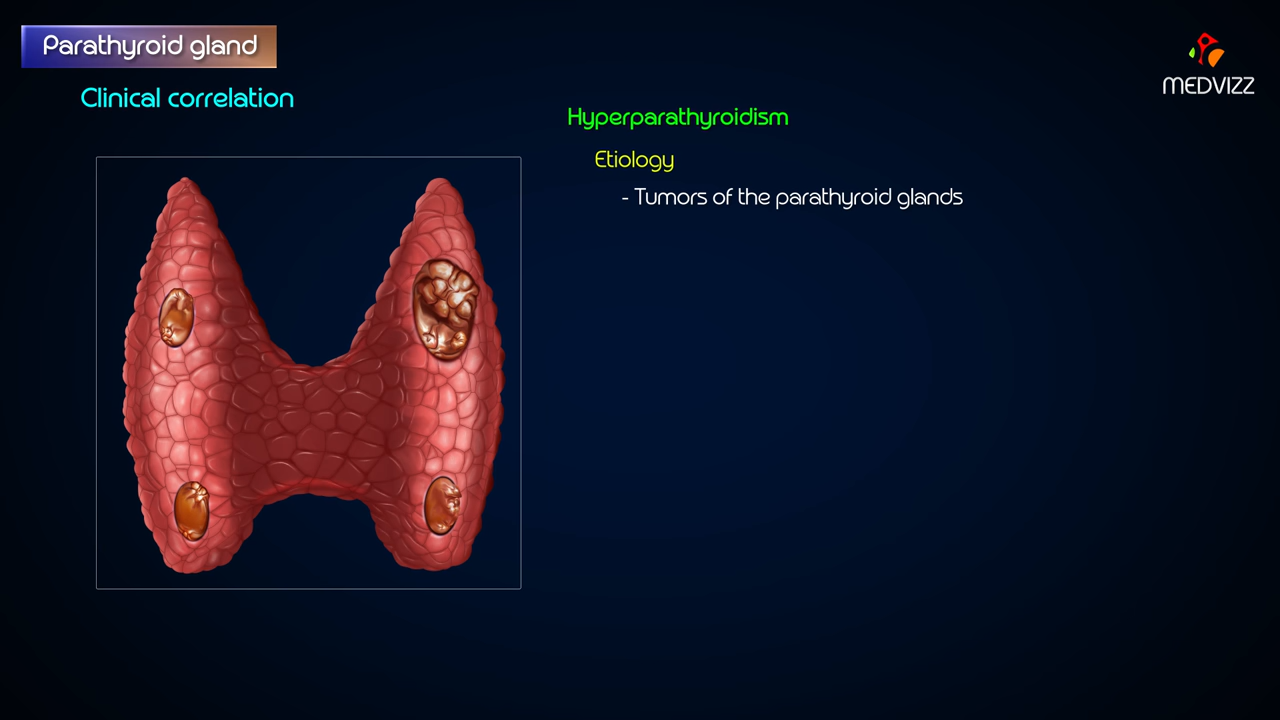 Parathyroid gland
Clinical correlation
MEDVIZZ
Hyperparathyroidism
Etiology
- Tumors of the parathyroid glands